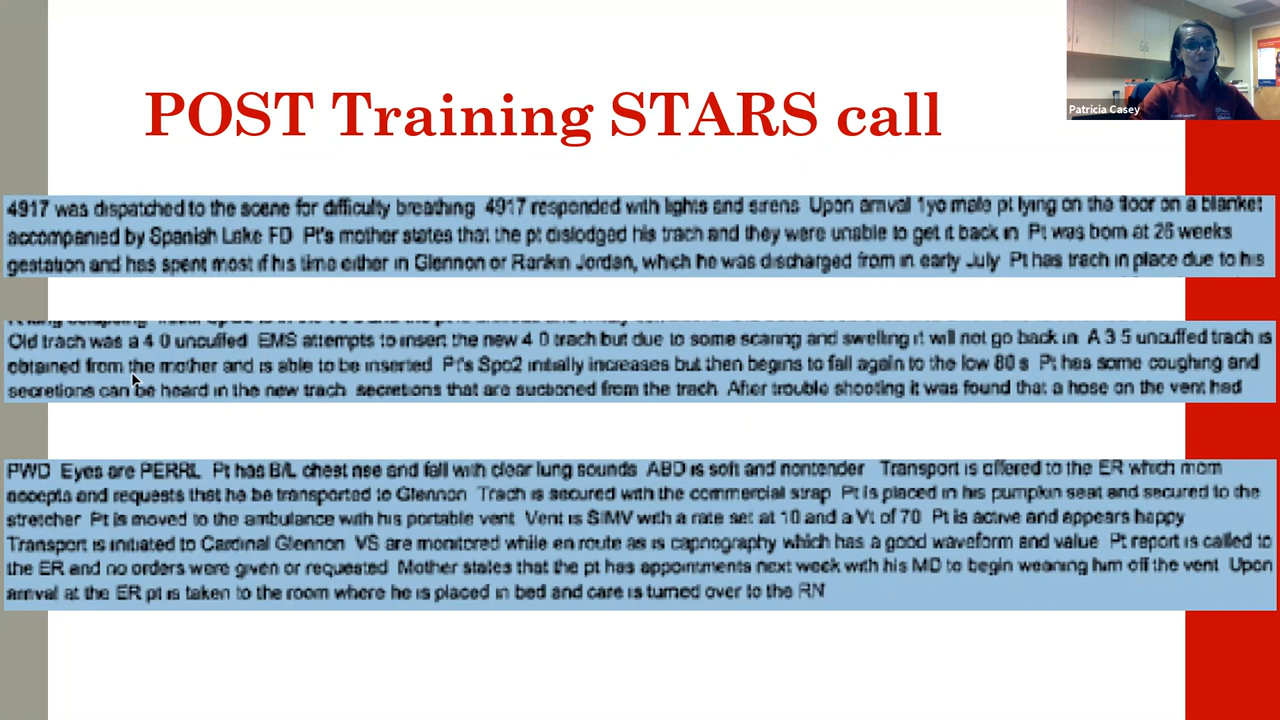 Patricia Casey
POST Training STARS call
4917 was dispatched to the scene for difficulty breathing 4917 responded with lights and sirens Upon arrival 1yo male pt lying on the floor on a blanket
accompanied by Spanish Lake FD Pt's mother states that the pt dislodged his trach and they were unable to get it back in Pt was born at 26 weeks
gestation and has spent most if his time either in Glennon or Rankin Jordan, which he was discharged from in early July Pt has trach in place due to his
Old trach was a 4 0 uncuffed EMS attempts to insert the new 4 0 trach but due to some scaring and swelling it will not go back in A 3 5 uncuffed trach is
obtained from the mother and is able to be inserted Pt's Spo2 initially increases but then begins to fall again to the low 80 s Pt has some coughing and
secretions can be heard in the new trach secretions that are suctioned from the trach After trouble shooting it was found that a hose on the vent had
PWD Eyes are PERRL Pt has B/L chest rise and fall with clear lung sounds ABD is soft and nontender Transport is offered to the ER which mom
accepts and requests that he be transported to Glennon Trach is secured with the commercial strap Pt is placed in his pumpkin seat and secured to the
stretcher Pt is moved to the ambulance with his portable vent Vent is SIMV with a rate set at 10 and a Vt of 70 Pt is active and appears happy
Transport is initiated to Cardinal Glennon VS are monitored while en route as is capnography which has a good waveform and value Pt report is called to
the ER and no orders were given or requested Mother states that the pt has appointments next week with his MD to begin weaning him off the vent Upon
arrival at the ER pt is taken to the room where he is placed in bed and care is turned over to the RN